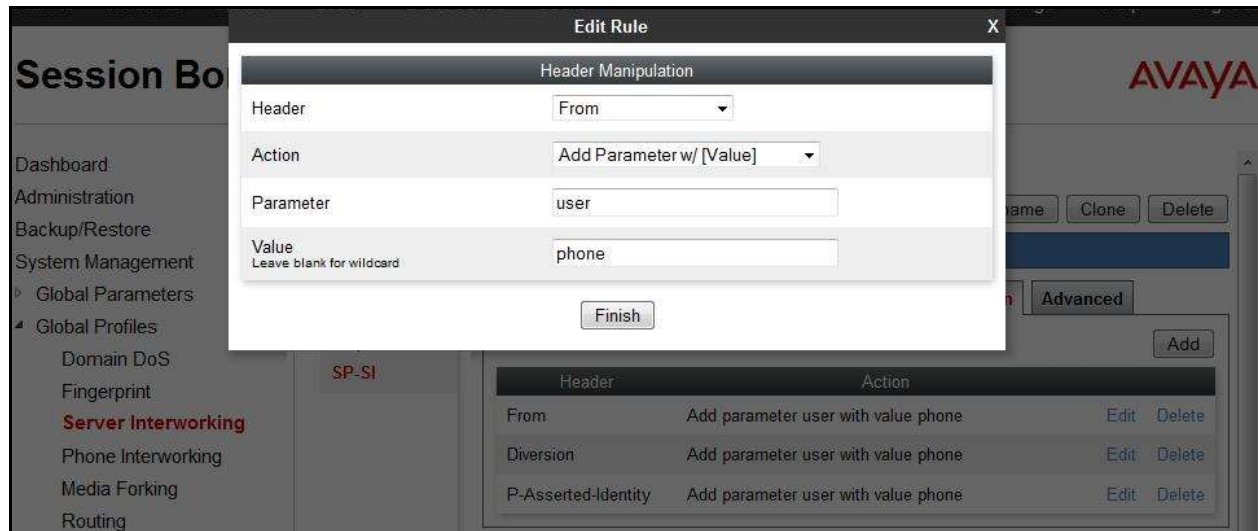 Edit Rule X
Session Bo
AVAYA
Header Manipulation
Header From
Action Add Parameter w/ [Value]
Parameter user
Value phone
Leave blank for wildcard
Finish
Dashboard
Administration
Backup/Restore
System Management
Global Parameters
Global Profiles
Domain DoS
Fingerprint
Server Interworking
Phone Interworking
Media Forking
Routing
SP-SI
name Clone Delete
n Advanced
Add
Header Action
From Add parameter user with value phone Edit Delete
Diversion Add parameter user with value phone Edit Delete
P-Asserted-Identity Add parameter user with value phone Edit Delete